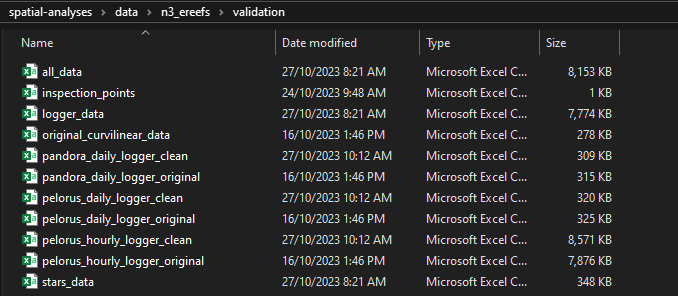 spatial-analyses > data > n3_ereefs > validation
Name Date modified Type Size
all_data 27/10/2023 8:21 AM Microsoft Excel C... 8,153 KB
inspection_points 24/10/2023 9:48 AM Microsoft Excel C... 1 KB
logger_data 27/10/2023 8:21 AM Microsoft Excel C... 7,774 KB
original_curvilinear_data 16/10/2023 1:46 PM Microsoft Excel C... 278 KB
pandora_daily_logger_clean 27/10/2023 10:12 AM Microsoft Excel C... 309 KB
pandora_daily_logger_original 16/10/2023 1:46 PM Microsoft Excel C... 315 KB
pelorus_daily_logger_clean 27/10/2023 10:12 AM Microsoft Excel C... 320 KB
pelorus_daily_logger_original 16/10/2023 1:46 PM Microsoft Excel C... 325 KB
pelorus_hourly_logger_clean 27/10/2023 10:12 AM Microsoft Excel C... 8,571 KB
pelorus_hourly_logger_original 16/10/2023 1:46 PM Microsoft Excel C... 7,876 KB
stars_data 27/10/2023 8:21 AM Microsoft Excel C... 348 KB